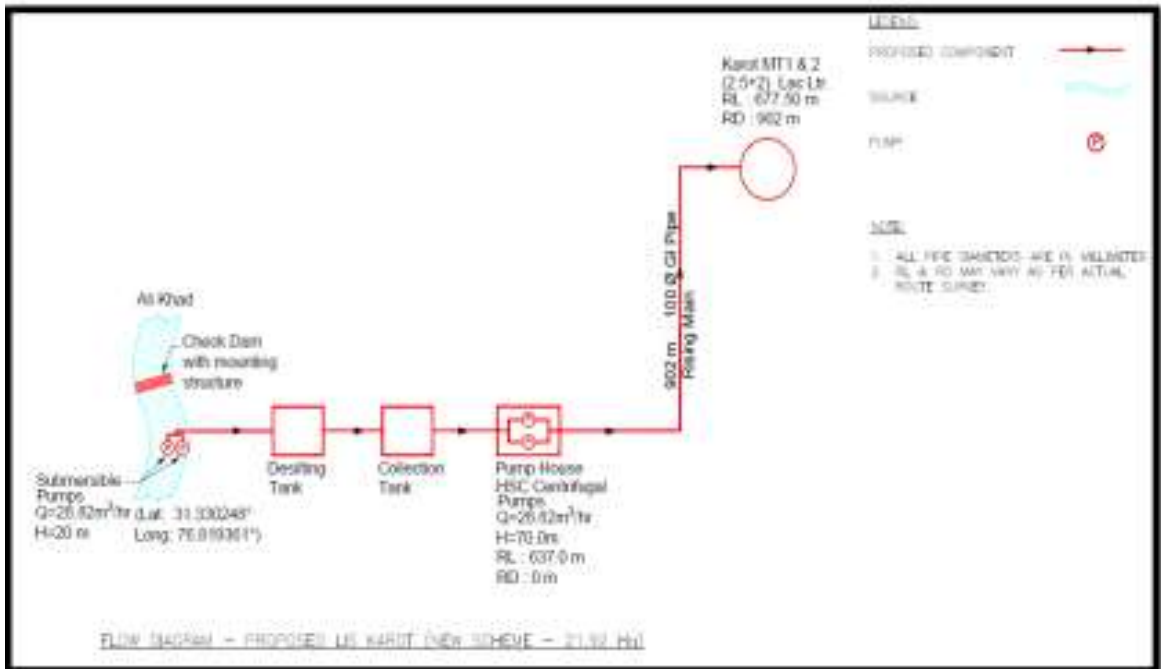 LEGEND:
PROPOSED COMPONENT
SOURCE
PUMP
P
NOTE:
1. ALL PIPE DIAMETERS ARE IN MILLIMETER
2. RL & RD MAY VARY AS PER ACTUAL
ROUTE SURVEY.
Karot MT1 & 2
(2.5+2) Lac Ltr.
RL : 677.50 m
RD : 902 m
902 m 100 Ø GI Pipe
Rising Main
Ali Khad
Check Dam
with mounting
structure
Submersible
Pumps
Q=26.62m³/hr
H=20 m
(Lat: 31.330248°
Long:
Desilting
Tank
Collection
Tank
Pump House
HSC Centrifugal
Pumps
Q=26.62m³/hr
H=70.0m
RL : 637.0 m
RD : 0 m
FLOW DIAGRAM - PROPOSED LIS KAROT (NEW SCHEME - 21.92 Ha)